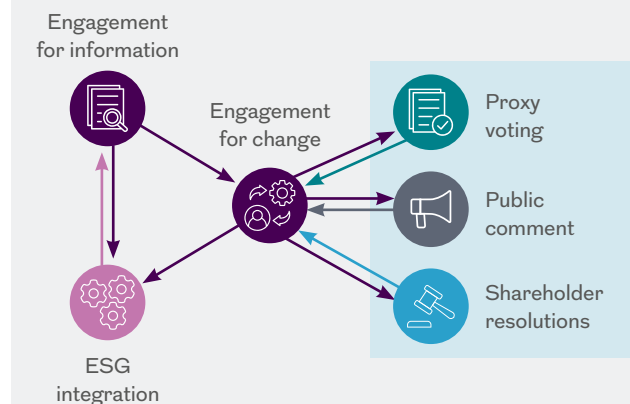 Engagement
for information
Engagement
for change
Proxy
voting
Public
comment
Shareholder
resolutions
ESG
integration